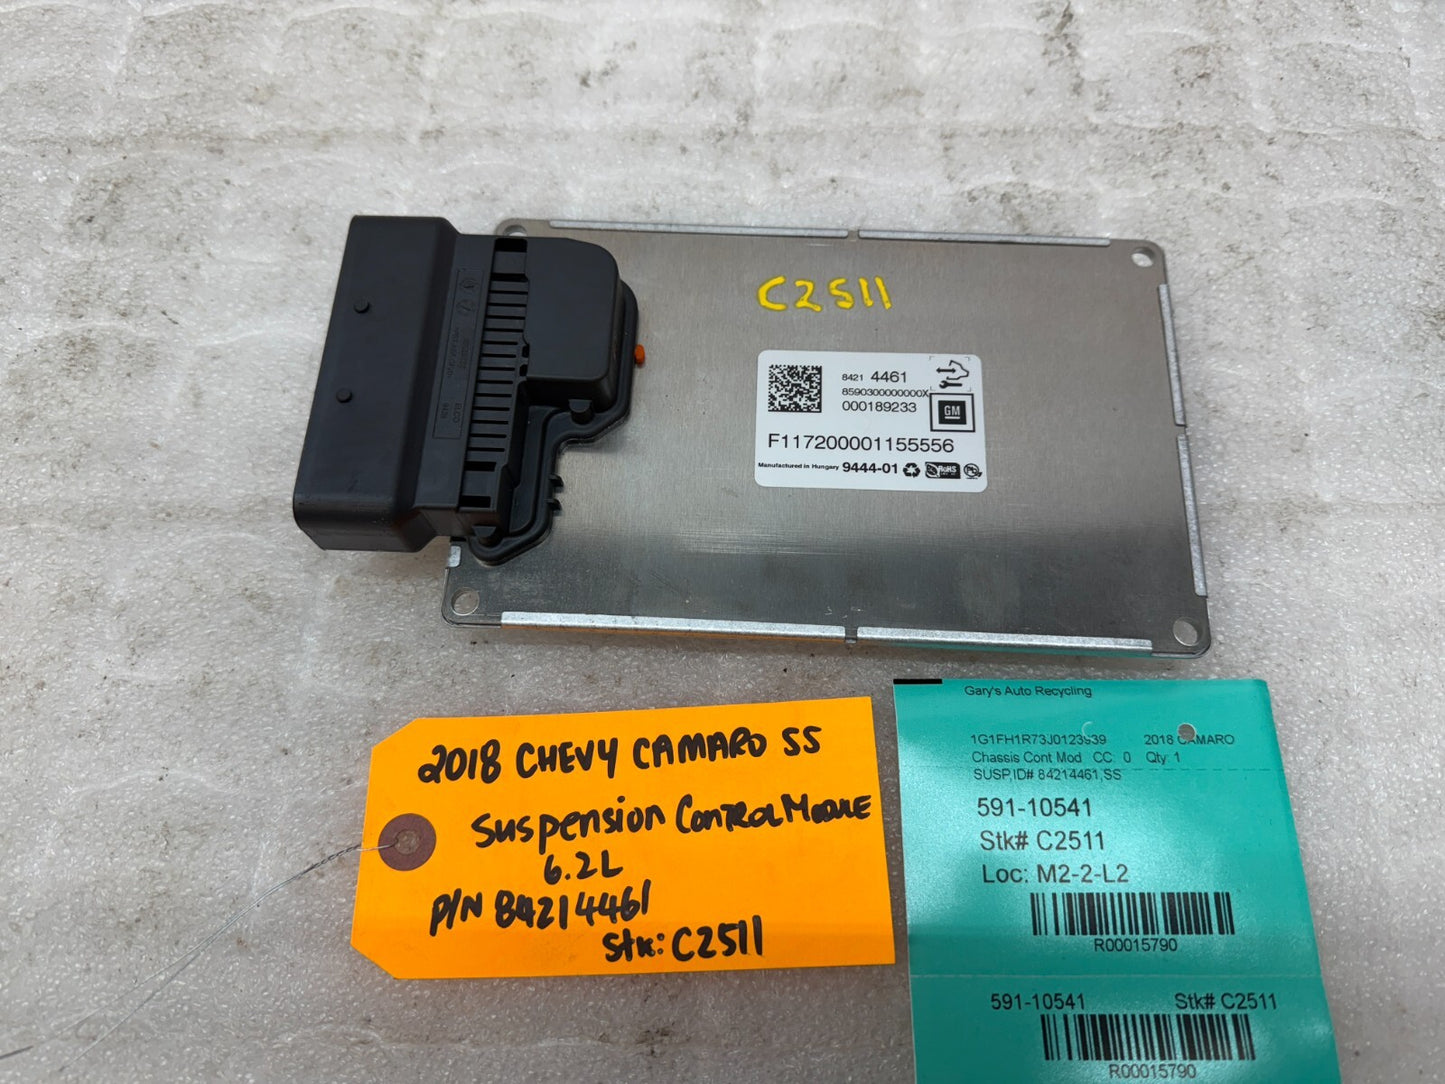 C2511
8421 4461
8590300000000X
000189233
GM
F117200001155556
Manufactured in Hungary 9444-01
RoHS
2018 CHEVY CAMARO SS
Suspension Control Module
6.2L
P/N 84214461
Stk: C2511
Gary's Auto Recycling
1G1FH1R73J0123939 2018 CAMARO
Chassis Cont Mod CC: 0 Qty: 1
SUSP,ID# 84214461,SS
591-10541
Stk# C2511
Loc: M2-2-L2
R00015790
591-10541 Stk# C2511
R00015790